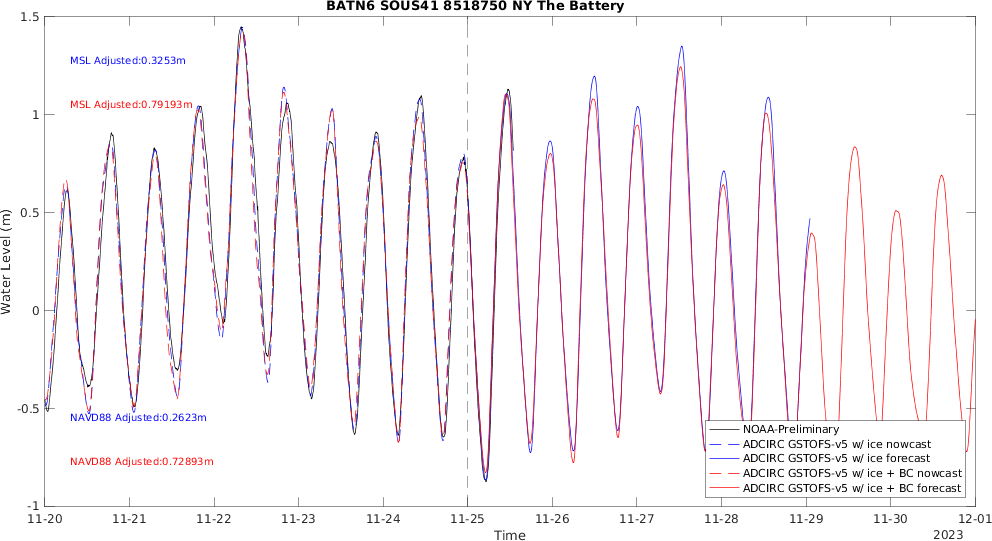 BATN6 SOUS41 8518750 NY The Battery
1.5
1
0.5
0
-0.5
-1
Water Level (m)
MSL Adjusted:0.3253m
MSL Adjusted:0.79193m
NAVD88 Adjusted:0.2623m
NAVD88 Adjusted:0.72893m
NOAA-Preliminary
ADCIRC GSTOFS-v5 w/ ice nowcast
ADCIRC GSTOFS-v5 w/ ice forecast
ADCIRC GSTOFS-v5 w/ ice + BC nowcast
ADCIRC GSTOFS-v5 w/ ice + BC forecast
11-20 11-21 11-22 11-23 11-24 11-25 11-26 11-27 11-28 11-29 11-30 12-01
Time
2023